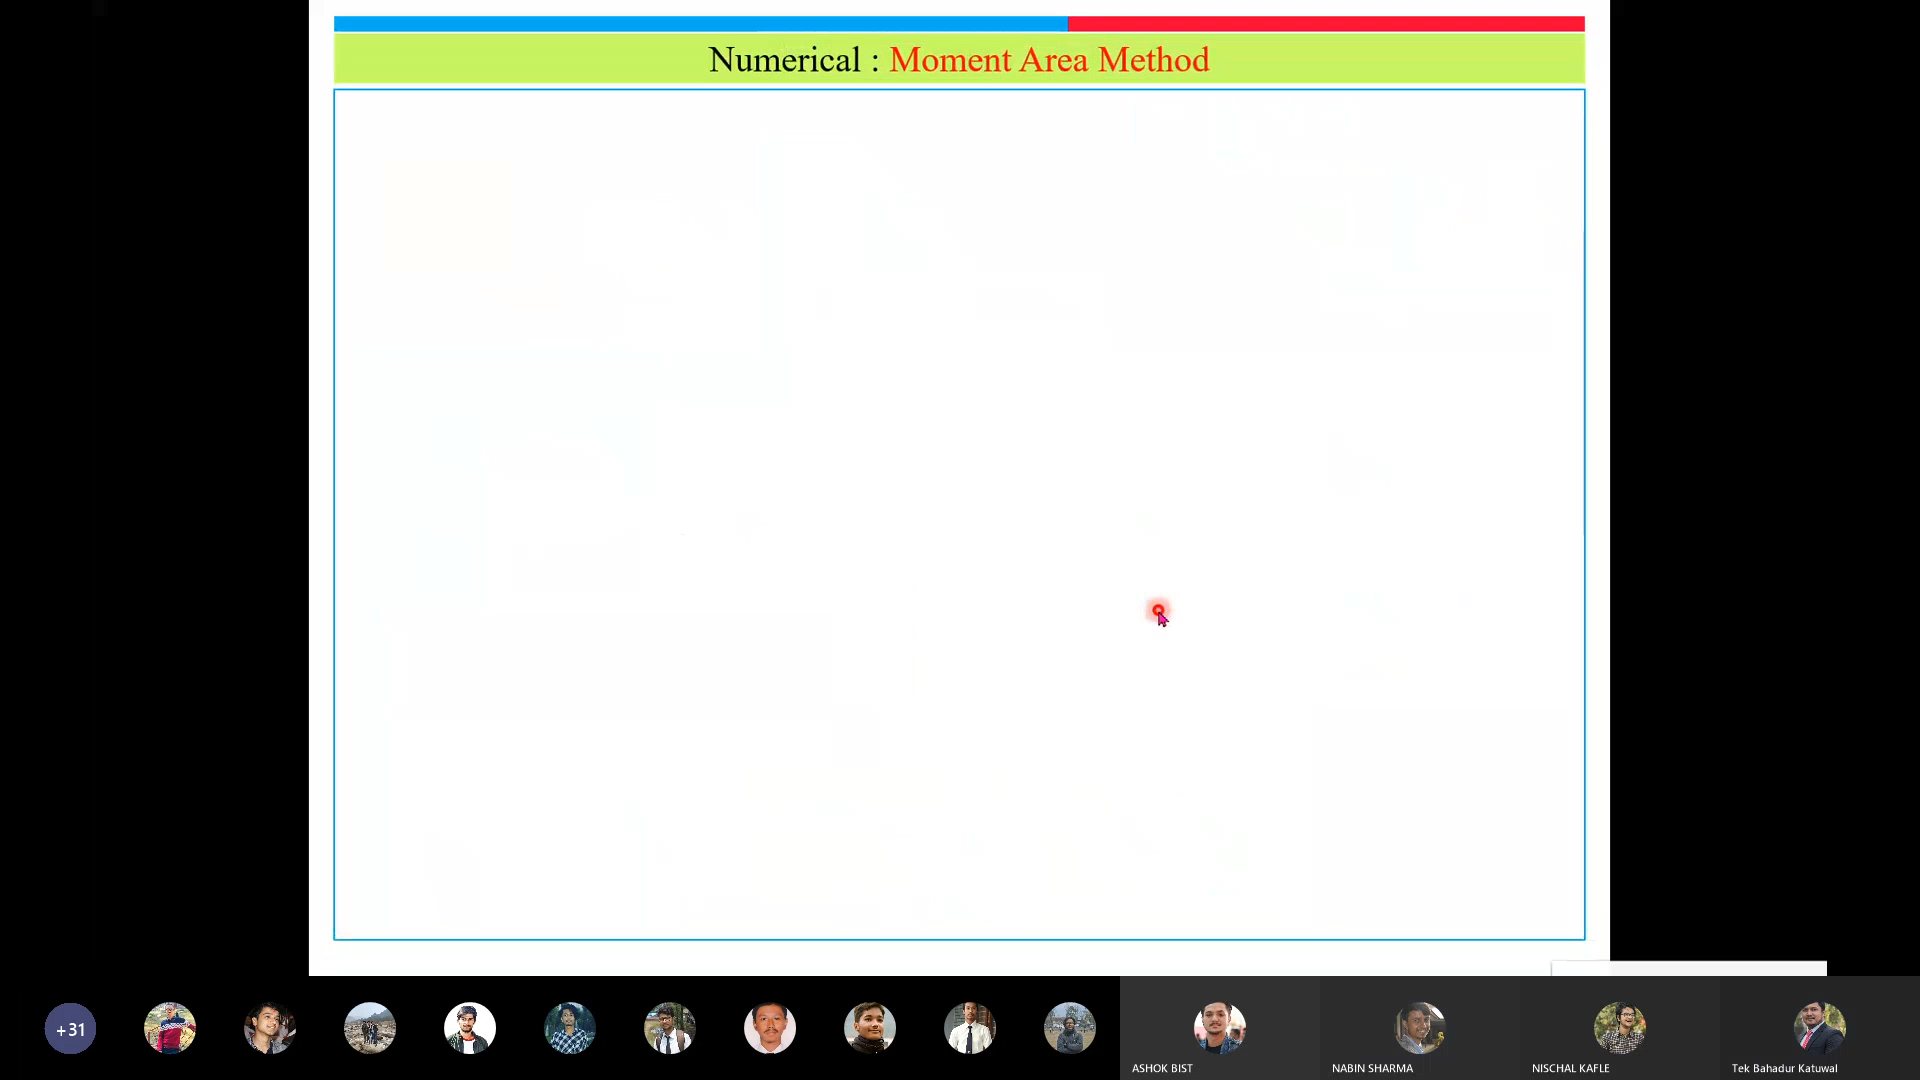 Numerical : Moment Area Method
+31
ASHOK BIST
NABIN SHARMA
NISCHAL KAFLE
Tek Bahadur Katuwal